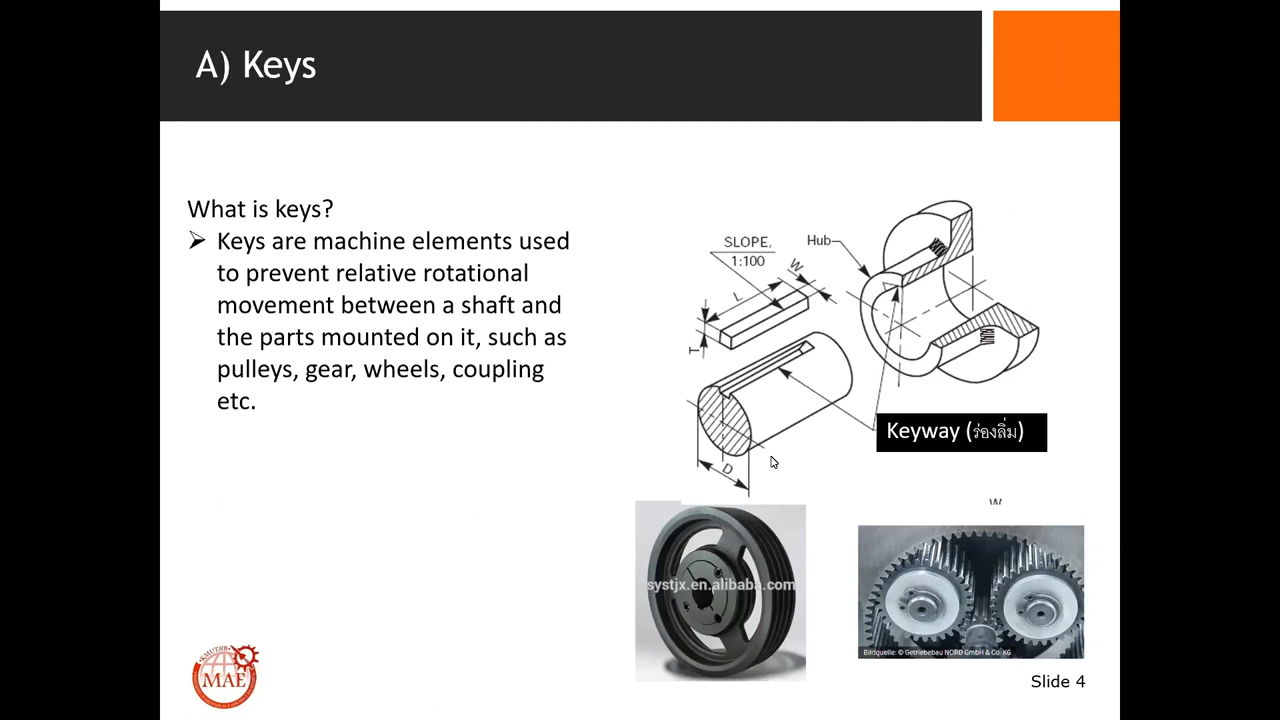 A) Keys
What is keys?
➢ Keys are machine elements used
to prevent relative rotational
movement between a shaft and
the parts mounted on it, such as
pulleys, gear, wheels, coupling
etc.
SLOPE,
1:100
Hub
W
L
T
D
Keyway (ร่องลิ่ม)
W
systjx.en.alibaba.com
Bildquelle: © Getriebebau NORD GmbH & Co. KG
KMUTNB
MAE
Slide 4